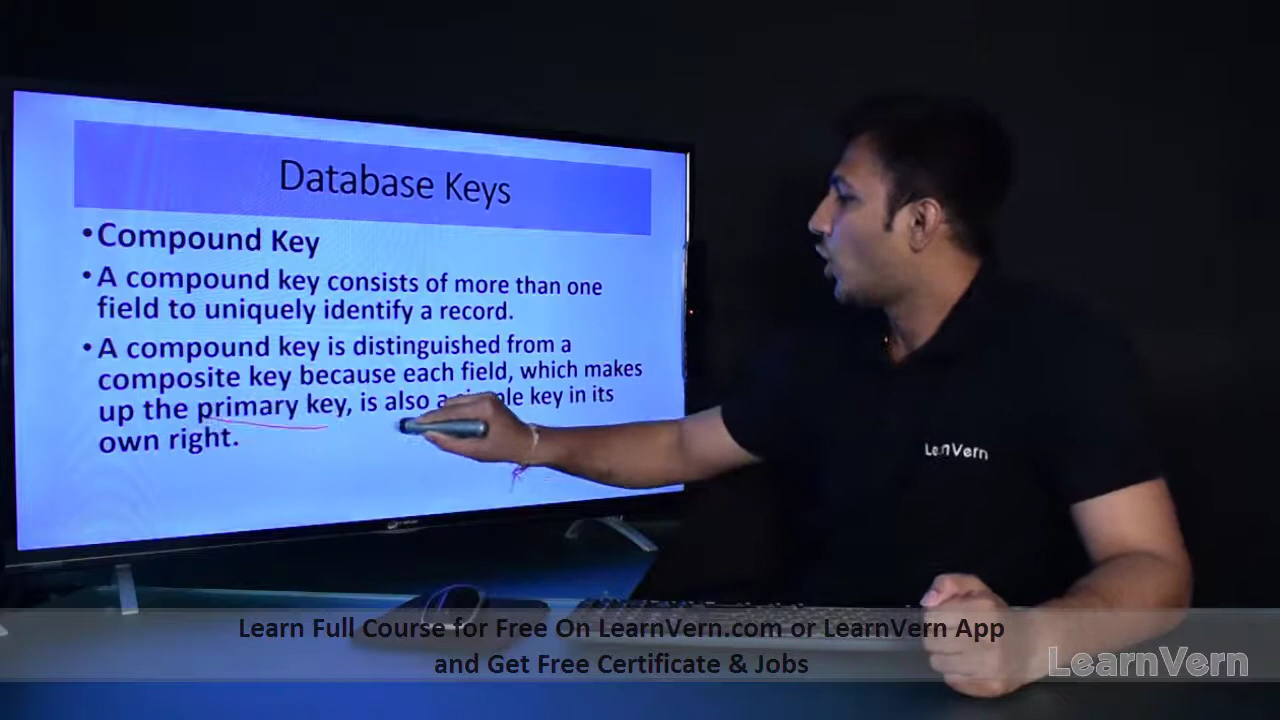 Database Keys
•Compound Key
•A compound key consists of more than one
field to uniquely identify a record.
•A compound key is distinguished from a
composite key because each field, which makes
up the primary key, is also a key in its
own right.
LearnVern
Learn Full Course for Free On LearnVern.com or LearnVern App
and Get Free Certificate & Jobs
LearnVern